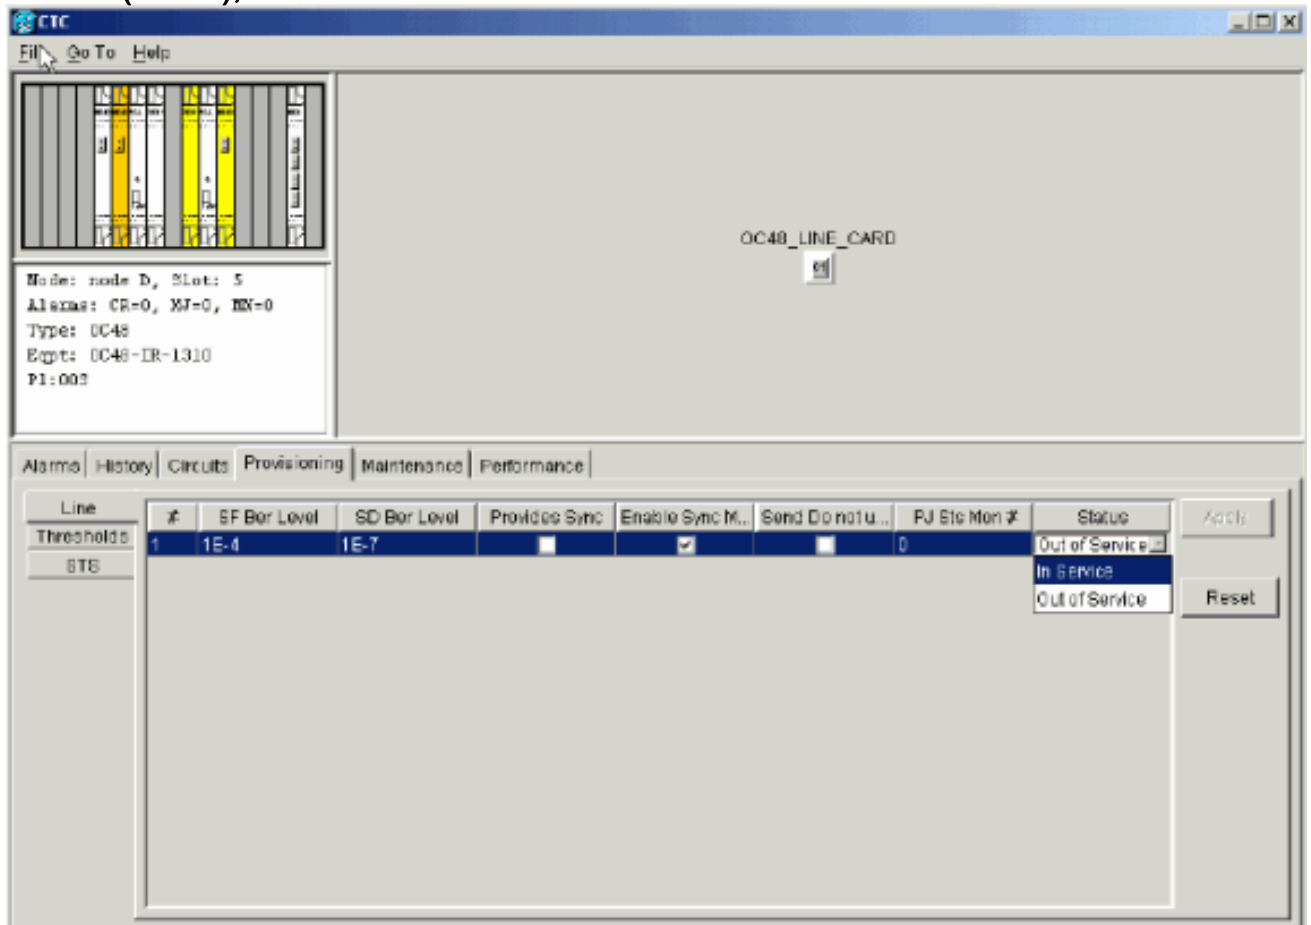 CTC
File Go To Help
OC48_LINE_CARD
Node: node D, Slot: 5
Alarms: CR=0, MJ=0, MN=0
Type: OC48
Eqpt: OC48-IR-1310
Alarms History Circuits Provisioning Maintenance Performance
Line
Thresholds
STS
# SF Ber Level SD Ber Level Provides Sync Enable Sync M... Send Do not u... PJ Sts Mon # Status
1 1E-4 1E-7 0 Out of Service
In Service
Out of Service
Apply
Reset